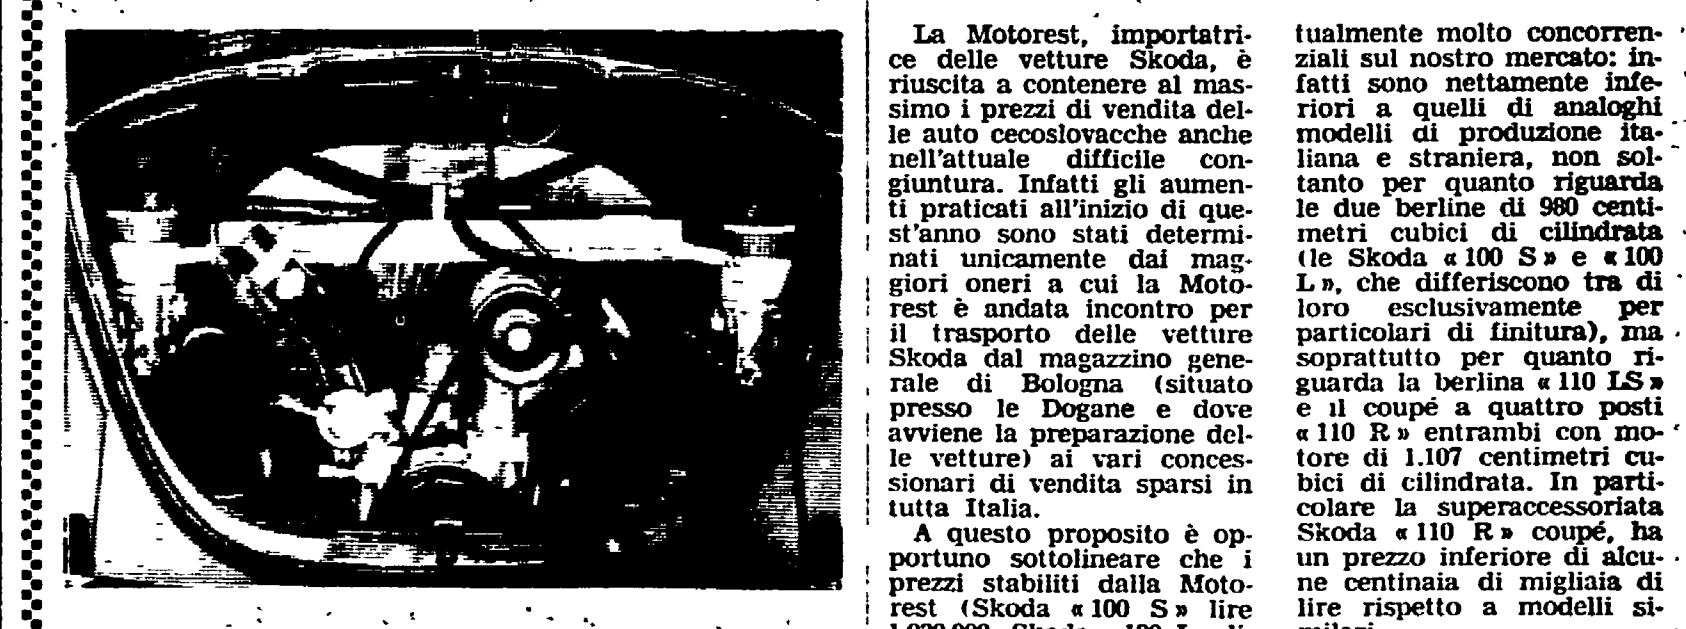 La Motorest, importatri-
ce delle vetture Skoda, è
riuscita a contenere al mas-
simo i prezzi di vendita del-
le auto cecoslovacche anche
nell'attuale difficile con-
giuntura. Infatti gli aumen-
ti praticati all'inizio di que-
st'anno sono stati determi-
nati unicamente dai mag-
giori oneri a cui la Moto-
rest è andata incontro per
il trasporto delle vetture
Skoda dal magazzino gene-
rale di Bologna (situato
presso le Dogane e dove
avviene la preparazione del-
le vetture) ai vari conces-
sionari di vendita sparsi in
tutta Italia.
A questo proposito è op-
portuno sottolineare che i
prezzi stabiliti dalla Moto-
rest (Skoda « 100 S » lire
tualmente molto concorren-
ziali sul nostro mercato: in-
fatti sono nettamente infe-
riori a quelli di analoghi
modelli di produzione ita-
liana e straniera, non sol-
tanto per quanto riguarda
le due berline di 980 centi-
metri cubici di cilindrata
(le Skoda « 100 S » e « 100
L », che differiscono tra di
loro esclusivamente per
particolari di finitura), ma
soprattutto per quanto ri-
guarda la berlina « 110 LS »
e il coupé a quattro posti
« 110 R » entrambi con mo-
tore di 1.107 centimetri cu-
bici di cilindrata. In parti-
colare la superaccessoriata
Skoda « 110 R » coupé, ha
un prezzo inferiore di alcu-
ne centinaia di migliaia di
lire rispetto a modelli si-